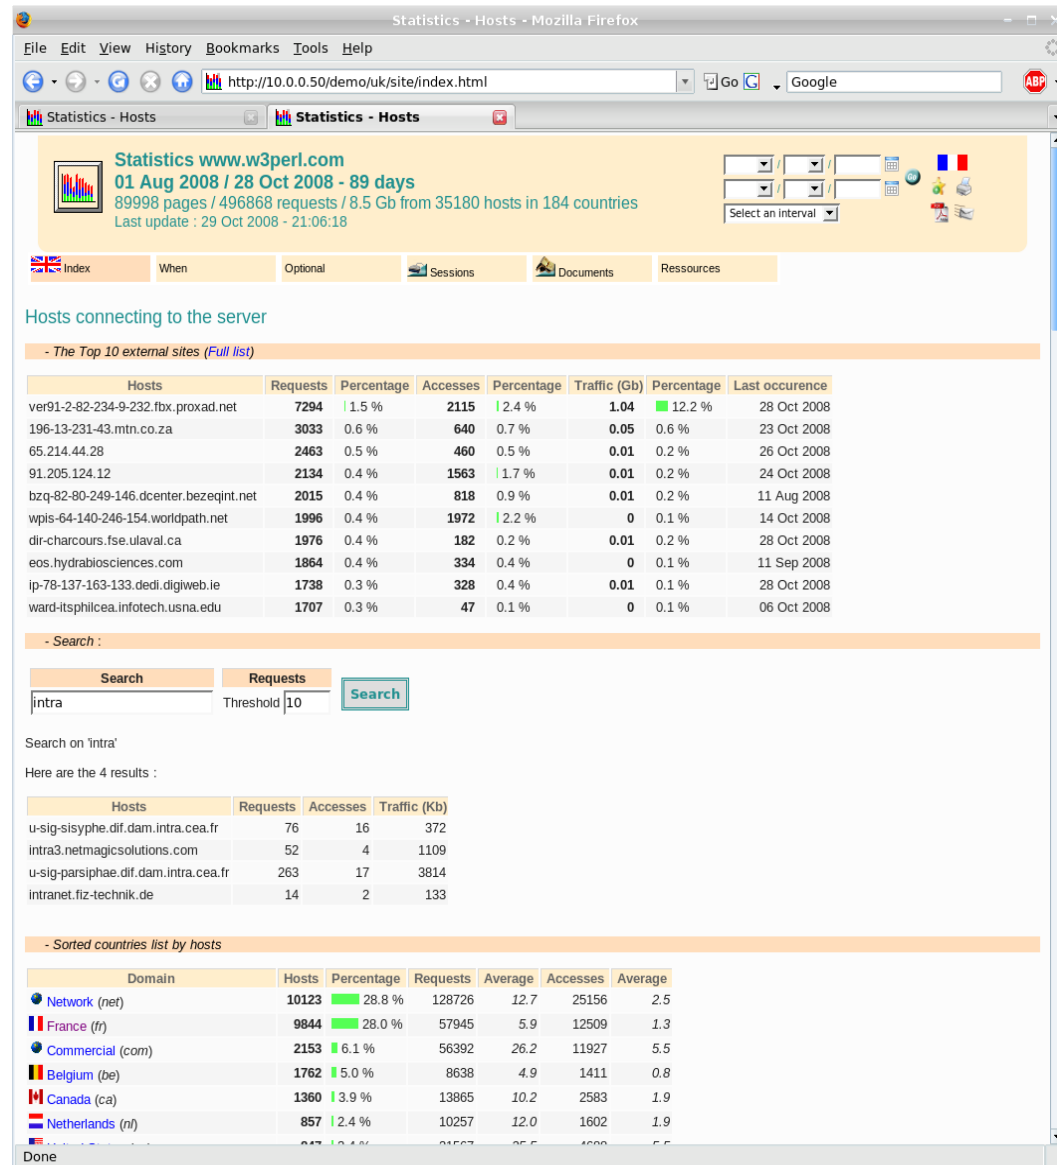 Statistics - Hosts - Mozilla Firefox
File Edit View History Bookmarks Tools Help
http://10.0.0.50/demo/uk/site/index.html Go G Google ABP
Statistics - Hosts Statistics - Hosts
Statistics www.w3perl.com
01 Aug 2008 / 28 Oct 2008 - 89 days
89998 pages / 496868 requests / 8.5 Gb from 35180 hosts in 184 countries
Last update : 29 Oct 2008 - 21:06:18
/ /
/ / Go
Select an interval
Index When Optional Sessions Documents Ressources
Hosts connecting to the server
- The Top 10 external sites (Full list)
Hosts Requests Percentage Accesses Percentage Traffic (Gb) Percentage Last occurence
ver91-2-82-234-9-232.fbx.proxad.net 7294 1.5 % 2115 2.4 % 1.04 12.2 % 28 Oct 2008
196-13-231-43.mtn.co.za 3033 0.6 % 640 0.7 % 0.05 0.6 % 23 Oct 2008
65.214.44.28 2463 0.5 % 460 0.5 % 0.01 0.2 % 26 Oct 2008
91.205.124.12 2134 0.4 % 1563 1.7 % 0.01 0.2 % 24 Oct 2008
bzq-82-80-249-146.dcenter.bezeqint.net 2015 0.4 % 818 0.9 % 0.01 0.2 % 11 Aug 2008
wpis-64-140-246-154.worldpath.net 1996 0.4 % 1972 2.2 % 0 0.1 % 14 Oct 2008
dir-charcours.fse.ulaval.ca 1976 0.4 % 182 0.2 % 0.01 0.2 % 28 Oct 2008
eos.hydrabiosciences.com 1864 0.4 % 334 0.4 % 0 0.1 % 11 Sep 2008
ip-78-137-163-133.dedi.digiweb.ie 1738 0.3 % 328 0.4 % 0.01 0.1 % 28 Oct 2008
ward-itsphilcea.infotech.usna.edu 1707 0.3 % 47 0.1 % 0 0.1 % 06 Oct 2008
- Search :
Search Requests
intra Threshold 10 Search
Search on 'intra'
Here are the 4 results :
Hosts Requests Accesses Traffic (Kb)
u-sig-sisyphe.dif.dam.intra.cea.fr 76 16 372
intra3.netmagicsolutions.com 52 4 1109
u-sig-parsiphae.dif.dam.intra.cea.fr 263 17 3814
intranet.fiz-technik.de 14 2 133
- Sorted countries list by hosts
Domain Hosts Percentage Requests Average Accesses Average
Network (net) 10123 28.8 % 128726 12.7 25156 2.5
France (fr) 9844 28.0 % 57945 5.9 12509 1.3
Commercial (com) 2153 6.1 % 56392 26.2 11927 5.5
Belgium (be) 1762 5.0 % 8638 4.9 1411 0.8
Canada (ca) 1360 3.9 % 13865 10.2 2583 1.9
Netherlands (nl) 857 2.4 % 10257 12.0 1602 1.9
Done